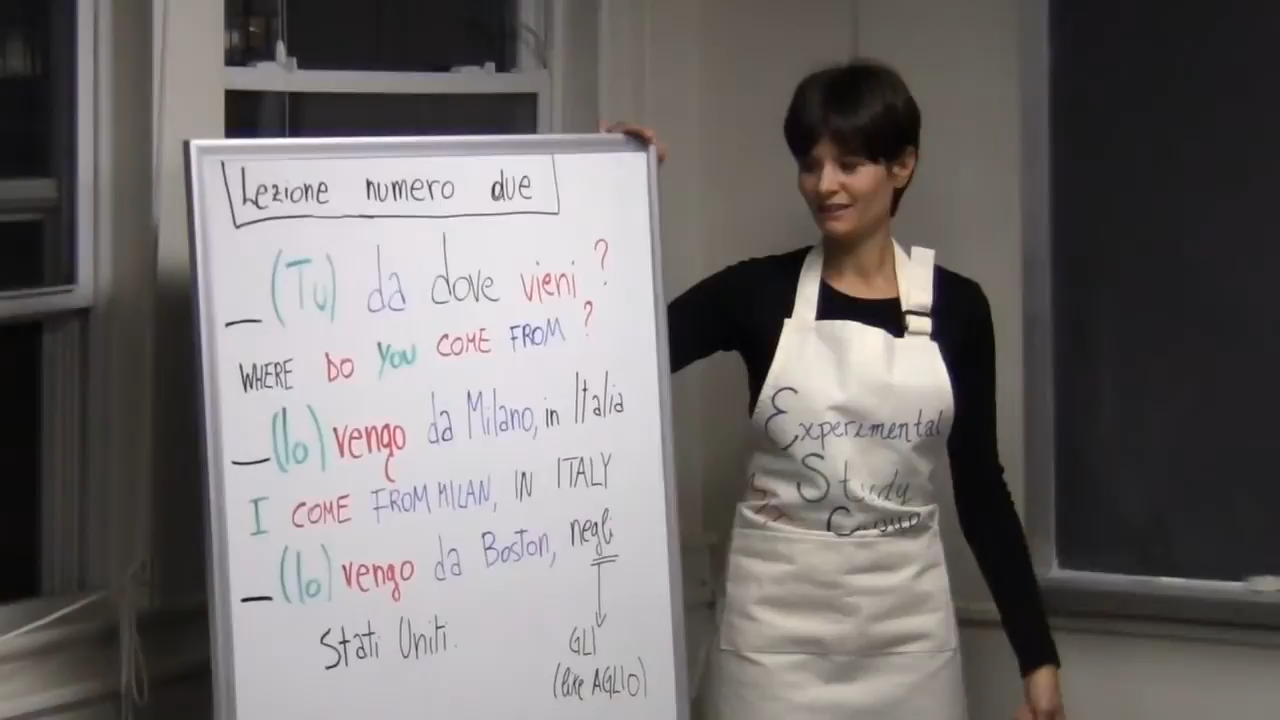 Lezione numero due
_ (Tu) da dove vieni ?
WHERE DO YOU COME FROM ?
_ (Io) vengo da Milano, in Italia
I COME FROM MILAN, IN ITALY
_ (Io) vengo da Boston, negli
Stati Uniti.
GLI
(like AGLIO)
Experimental
Study
Group